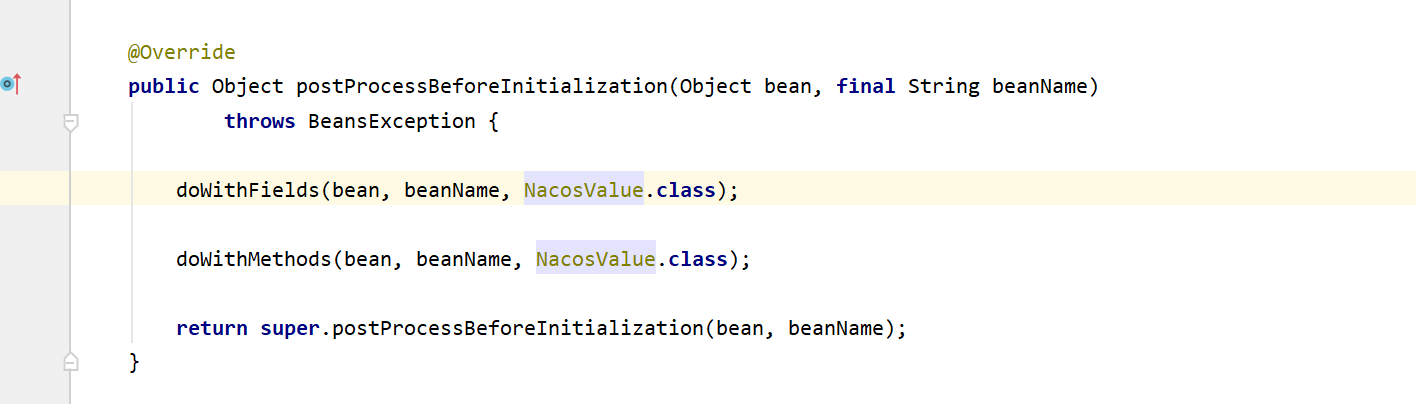 @Override
public Object postProcessBeforeInitialization(Object bean, final String beanName)
throws BeansException {
doWithFields(bean, beanName, NacosValue.class);
doWithMethods(bean, beanName, NacosValue.class);
return super.postProcessBeforeInitialization(bean, beanName);
}